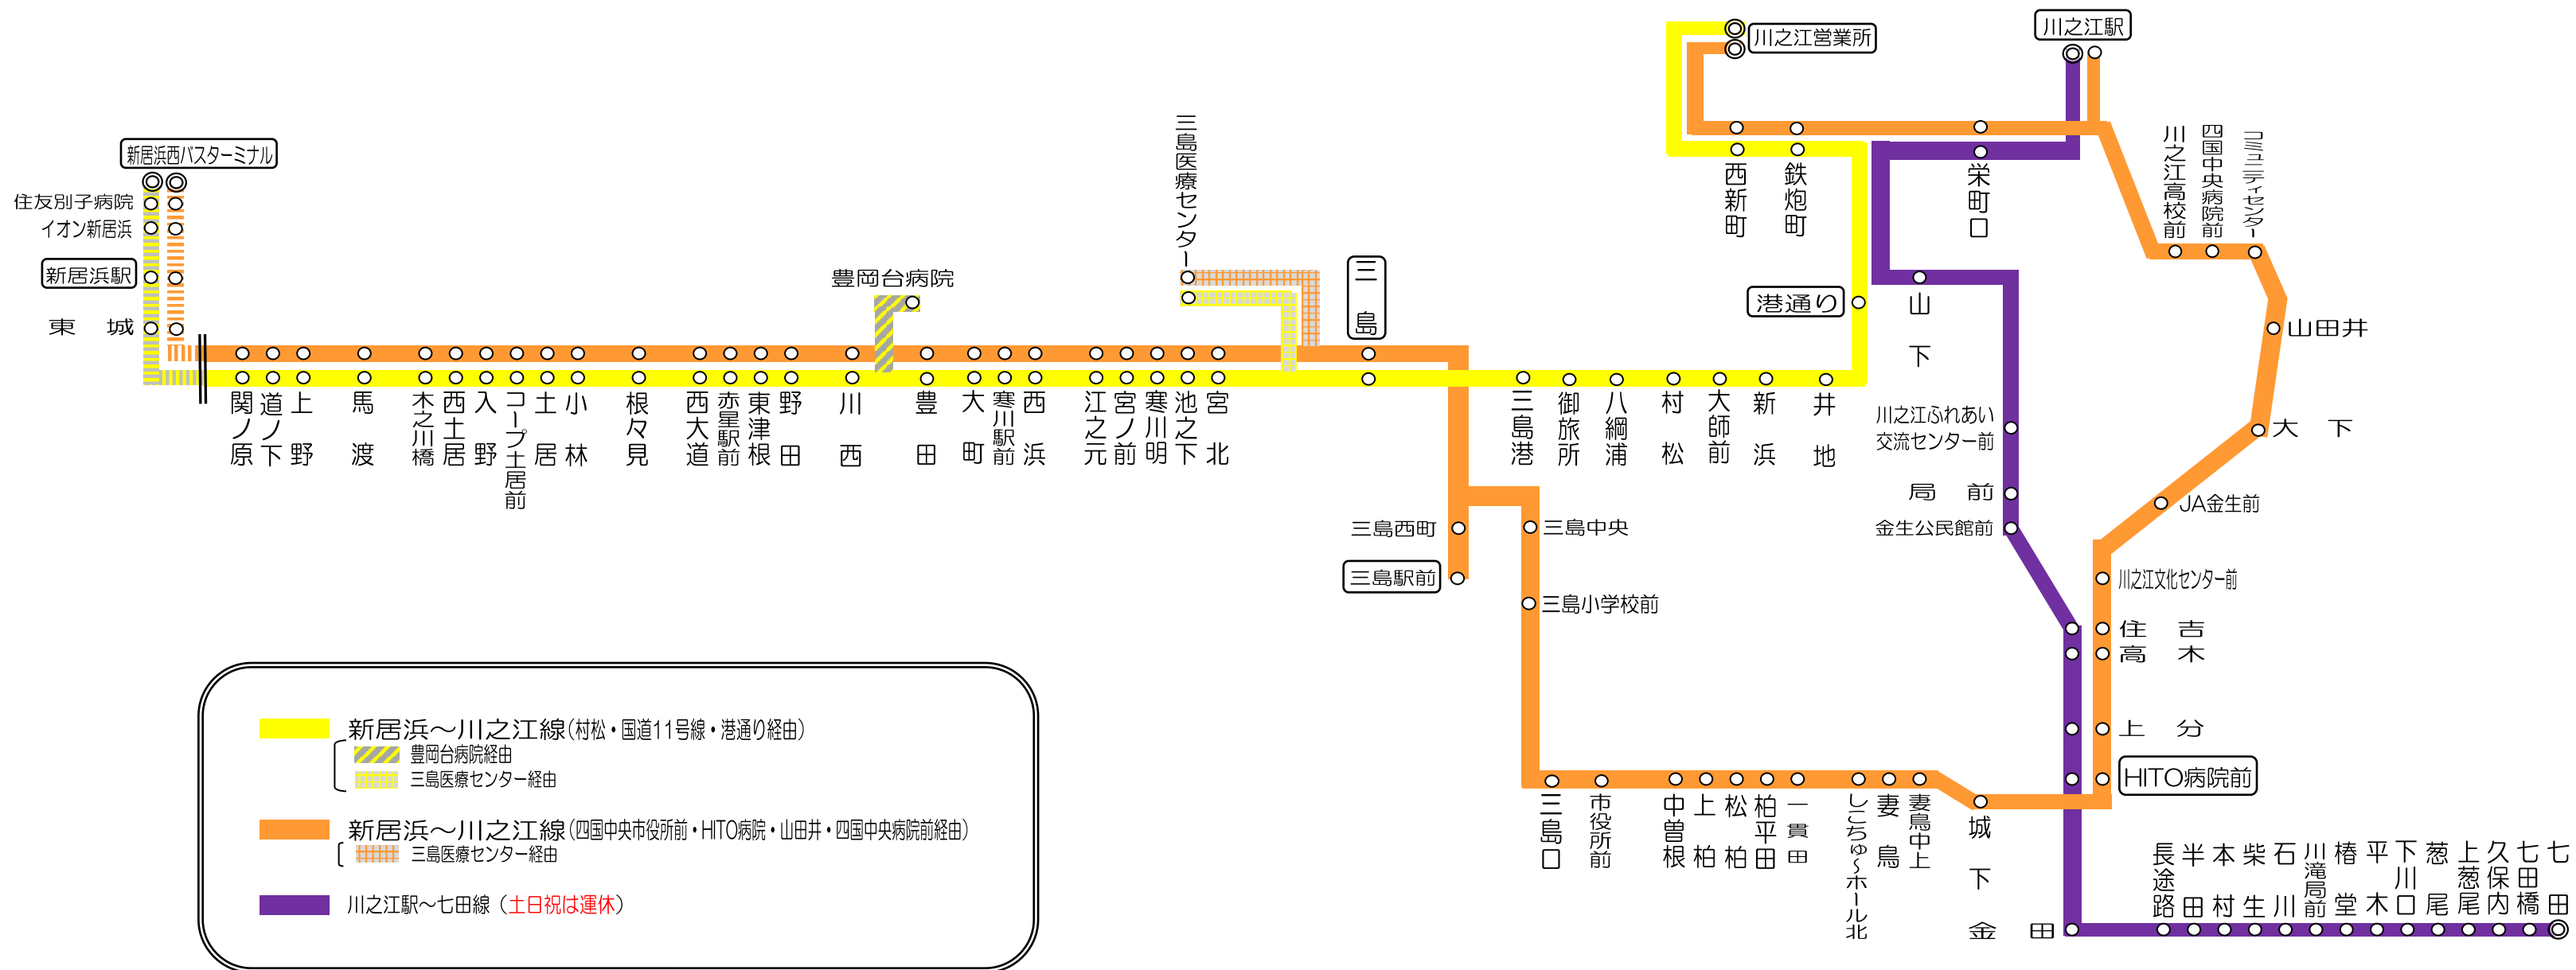 新居浜西バスターミナル
住友別子病院
イオン新居浜
新居浜駅
東城
関ノ原
道ノ下
上野
馬渡
木之川橋
西土居
入野
コープ土居前
土居
小林
根々見
西大道
赤星駅前
東津根
野田
川西
豊岡台病院
豊田
大町
寒川駅前
西浜
江之元
宮ノ前
寒川明
池之下
宮北
三島医療センター
三島
三島西町
三島駅前
三島中央
三島小学校前
三島港
御旅所
八綱浦
村松
大師前
新浜
井地
港通り
川之江営業所
西新町
鉄炮町
栄町口
川之江駅
山下
川之江ふれあい
交流センター前
局前
金生公民館前
川之江高校前
四国中央病院前
コミュニティセンター
山田井
大下
JA金生前
川之江文化センター前
住吉
高木
上分
HITO病院前
三島口
市役所前
中曽根
上柏
松柏
柏平田
一貫田
しこちゅ～ホール北
妻鳥
妻鳥中上
城下
金田
長途路
半田
本村
柴生
石川
川滝局前
椿堂
平木
下川口
葱尾
上葱尾
久保内
七田橋
七田
新居浜～川之江線（村松・国道11号線・港通り経由）
豊岡台病院経由
三島医療センター経由
新居浜～川之江線（四国中央市役所前・HITO病院・山田井・四国中央病院前経由）
三島医療センター経由
川之江駅～七田線（土日祝は運休）